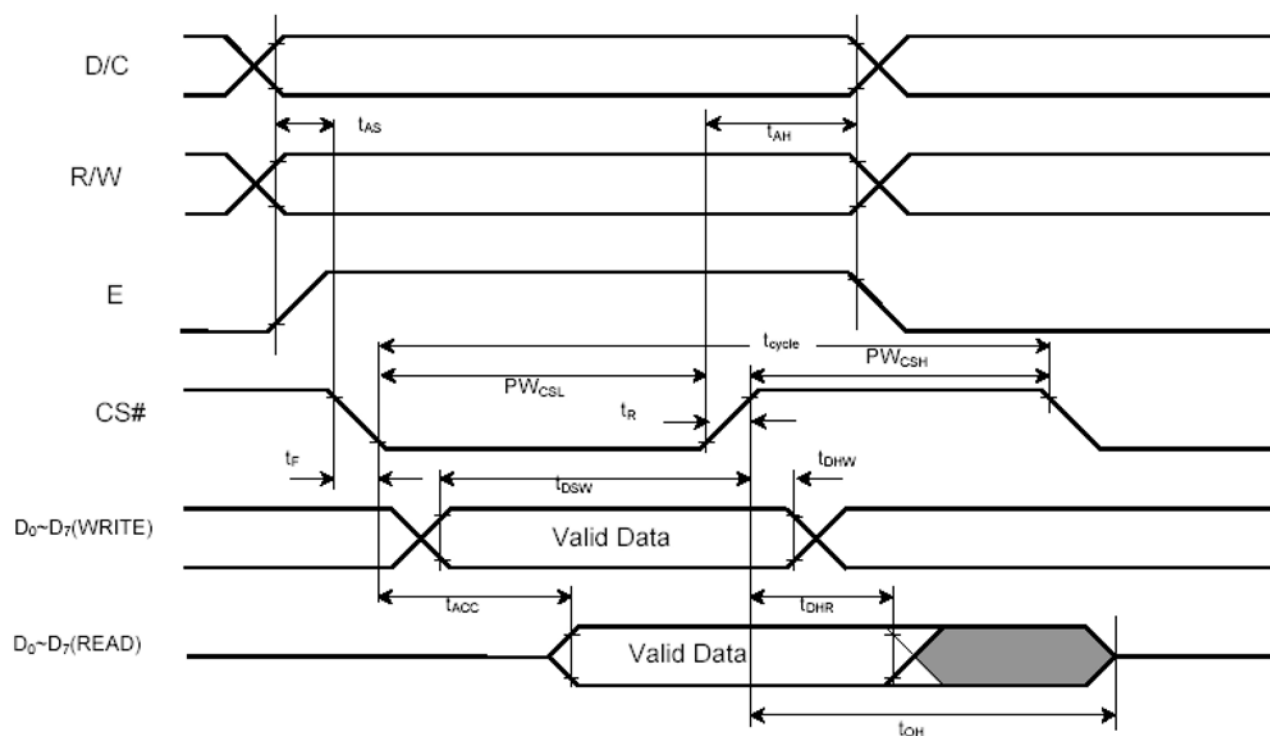 D/C
tAS
tAH
R/W
E
tcycle
PWCSL
PWCSH
CS#
tR
tF
tDSW
tDHW
D0~D7(WRITE)
Valid Data
tACC
tDHR
D0~D7(READ)
Valid Data
tOH